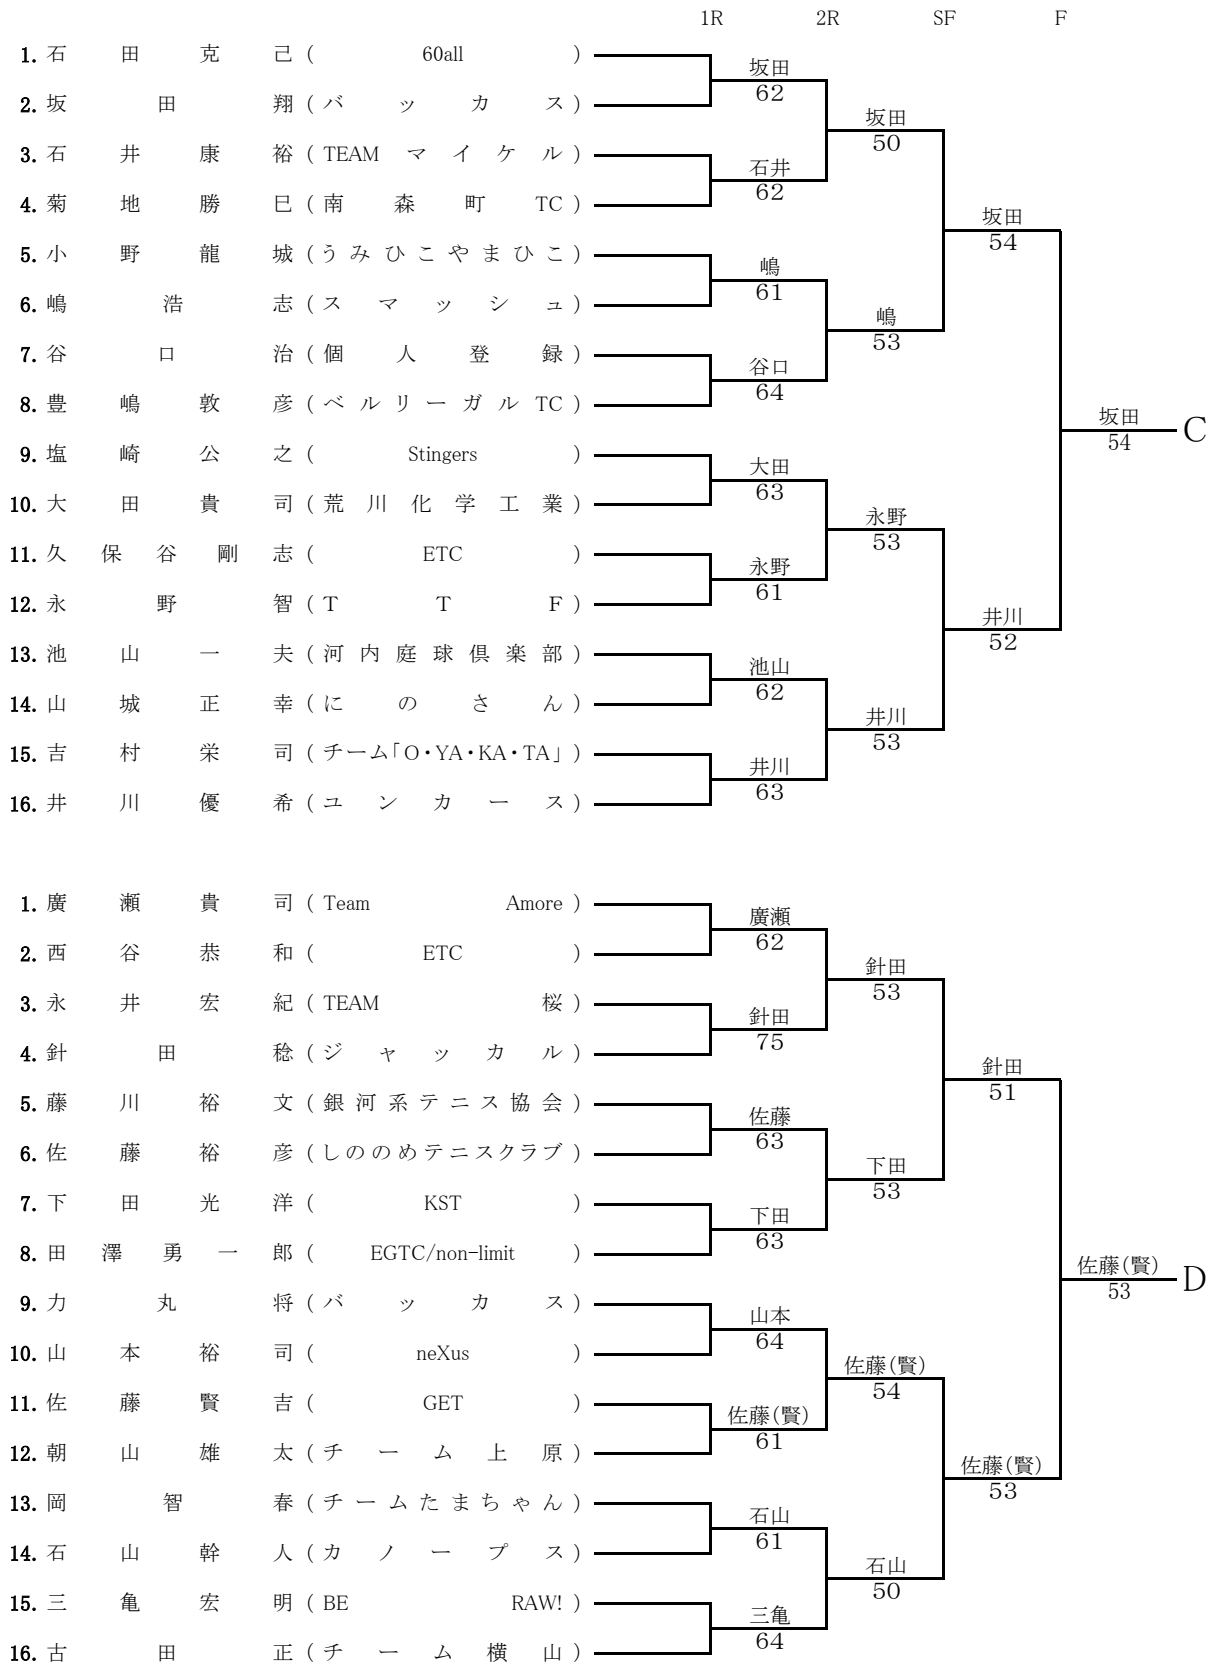 1R 2R SF F
1. 石田克己 ( 60all )
坂田
62
2. 坂田翔 ( バッカス )
坂田
50
3. 石井康裕 ( TEAM マイケル )
石井
62
4. 菊地勝巳 ( 南森町 TC )
坂田
54
5. 小野龍城 ( うみひこやまひこ )
嶋
61
6. 嶋浩志 ( スマッシュ )
嶋
53
7. 谷口治 ( 個人登録 )
谷口
64
8. 豊嶋敦彦 ( ベルリーガル TC )
坂田
54
C
9. 塩崎公之 ( Stingers )
大田
63
10. 大田貴司 ( 荒川化学工業 )
永野
53
11. 久保谷剛志 ( ETC )
永野
61
12. 永野智 ( TTF )
井川
52
13. 池山一夫 ( 河内庭球倶楽部 )
池山
62
14. 山城正幸 ( にのさん )
井川
53
15. 吉村栄司 ( チーム「O・YA・KA・TA」 )
井川
63
16. 井川優希 ( ユンカース )
1. 廣瀬貴司 ( Team Amore )
廣瀬
62
2. 西谷恭和 ( ETC )
針田
53
3. 永井宏紀 ( TEAM 桜 )
針田
75
4. 針田稔 ( ジャッカル )
針田
51
5. 藤川裕文 ( 銀河系テニス協会 )
佐藤
63
6. 佐藤裕彦 ( しののめテニスクラブ )
下田
53
7. 下田光洋 ( KST )
下田
63
8. 田澤勇一郎 ( EGTC/non-limit )
佐藤(賢)
53
D
9. 力丸将 ( バッカス )
山本
64
10. 山本裕司 ( neXus )
佐藤(賢)
54
11. 佐藤賢吉 ( GET )
佐藤(賢)
61
12. 朝山雄太 ( チーム上原 )
佐藤(賢)
53
13. 岡智春 ( チームたまちゃん )
石山
61
14. 石山幹人 ( カノープス )
石山
50
15. 三亀宏明 ( BE RAW! )
三亀
64
16. 古田正 ( チーム横山 )